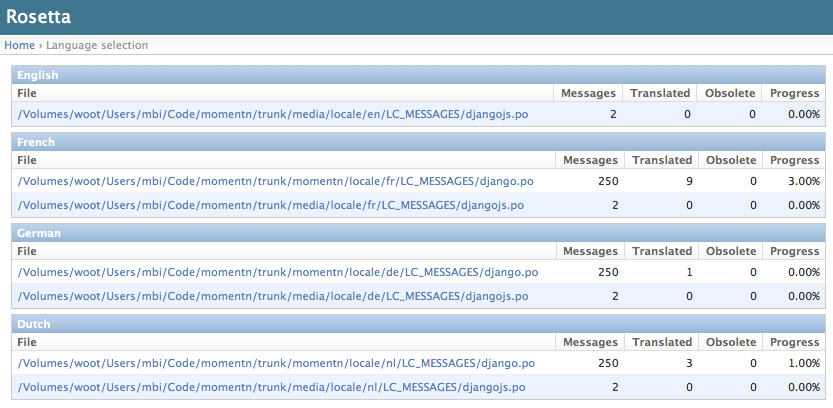 Rosetta
Home › Language selection
English
File Messages Translated Obsolete Progress
/Volumes/woot/Users/mbi/Code/momentn/trunk/media/locale/en/LC_MESSAGES/djangojs.po 2 0 0 0.00%
French
File Messages Translated Obsolete Progress
/Volumes/woot/Users/mbi/Code/momentn/trunk/momentn/locale/fr/LC_MESSAGES/django.po 250 9 0 3.00%
/Volumes/woot/Users/mbi/Code/momentn/trunk/media/locale/fr/LC_MESSAGES/djangojs.po 2 0 0 0.00%
German
File Messages Translated Obsolete Progress
/Volumes/woot/Users/mbi/Code/momentn/trunk/momentn/locale/de/LC_MESSAGES/django.po 250 1 0 0.00%
/Volumes/woot/Users/mbi/Code/momentn/trunk/media/locale/de/LC_MESSAGES/djangojs.po 2 0 0 0.00%
Dutch
File Messages Translated Obsolete Progress
/Volumes/woot/Users/mbi/Code/momentn/trunk/momentn/locale/nl/LC_MESSAGES/django.po 250 3 0 1.00%
/Volumes/woot/Users/mbi/Code/momentn/trunk/media/locale/nl/LC_MESSAGES/djangojs.po 2 0 0 0.00%